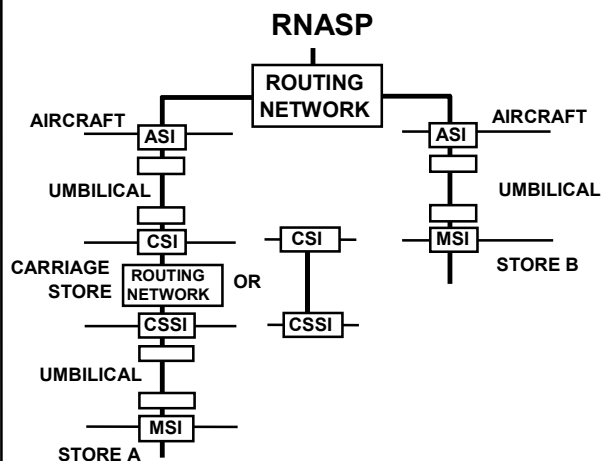 RNASP
ROUTING
NETWORK
AIRCRAFT
ASI
AIRCRAFT
ASI
UMBILICAL
UMBILICAL
CSI
CSI
MSI
CARRIAGE
STORE
ROUTING
NETWORK
OR
STORE B
CSSI
CSSI
UMBILICAL
MSI
STORE A